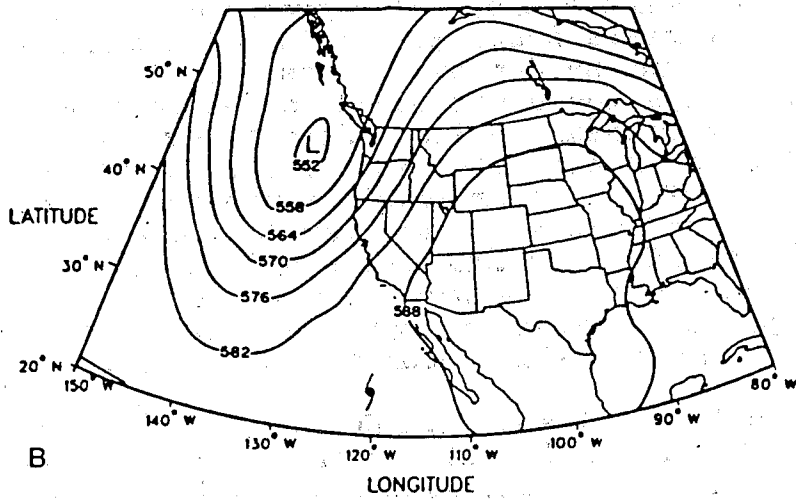 50° N
L
552
40° N
558
LATITUDE
564
570
30° N
576
588
582
20° N
150° W
80° W
140° W
90° W
130° W
100° W
120° W
110° W
B
LONGITUDE